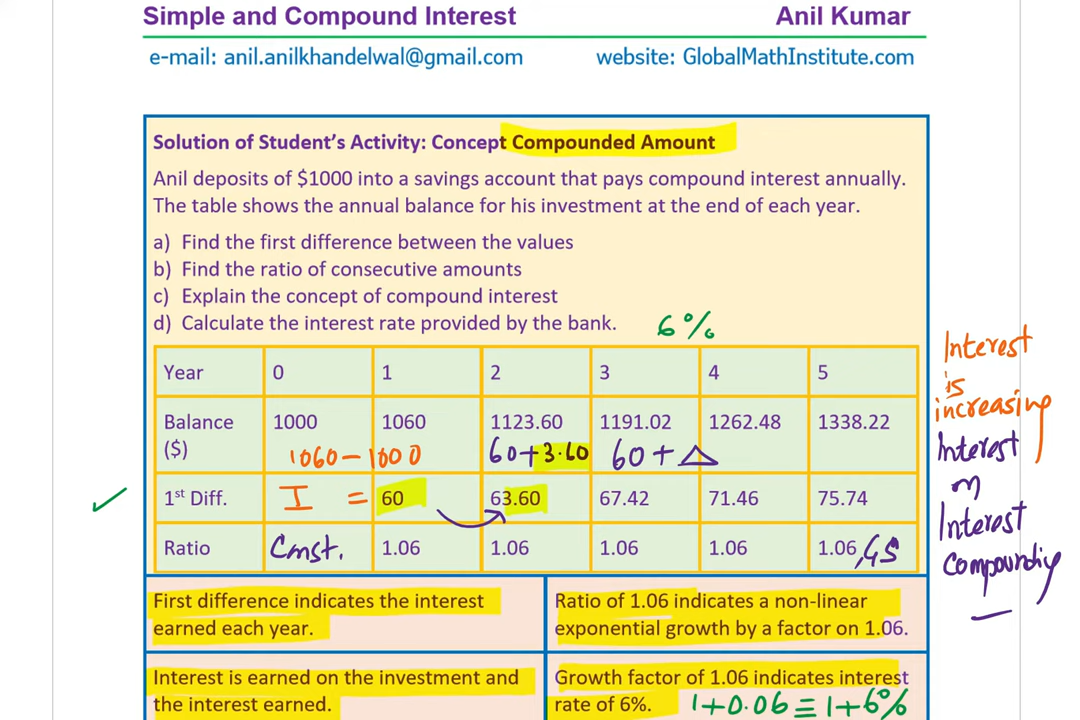 Simple and Compound Interest Anil Kumar
e-mail: anil.anilkhandelwal@gmail.com website: GlobalMathInstitute.com
Solution of Student's Activity: Concept Compounded Amount
Anil deposits of $1000 into a savings account that pays compound interest annually.
The table shows the annual balance for his investment at the end of each year.
a) Find the first difference between the values
b) Find the ratio of consecutive amounts
c) Explain the concept of compound interest
d) Calculate the interest rate provided by the bank. 6%
Year 0 1 2 3 4 5
Balance 1000 1060 1123.60 1191.02 1262.48 1338.22
($) 1060 - 1000 60+3.60 60 + △
1st Diff. I = 60 63.60 67.42 71.46 75.74
Ratio Const. 1.06 1.06 1.06 1.06 1.06, GS
Interest
is
increasing
Interest
on
Interest
compounding
First difference indicates the interest
earned each year.
Ratio of 1.06 indicates a non-linear
exponential growth by a factor on 1.06.
Interest is earned on the investment and
the interest earned.
Growth factor of 1.06 indicates interest
rate of 6%. 1+0.06 ≡ 1+6%